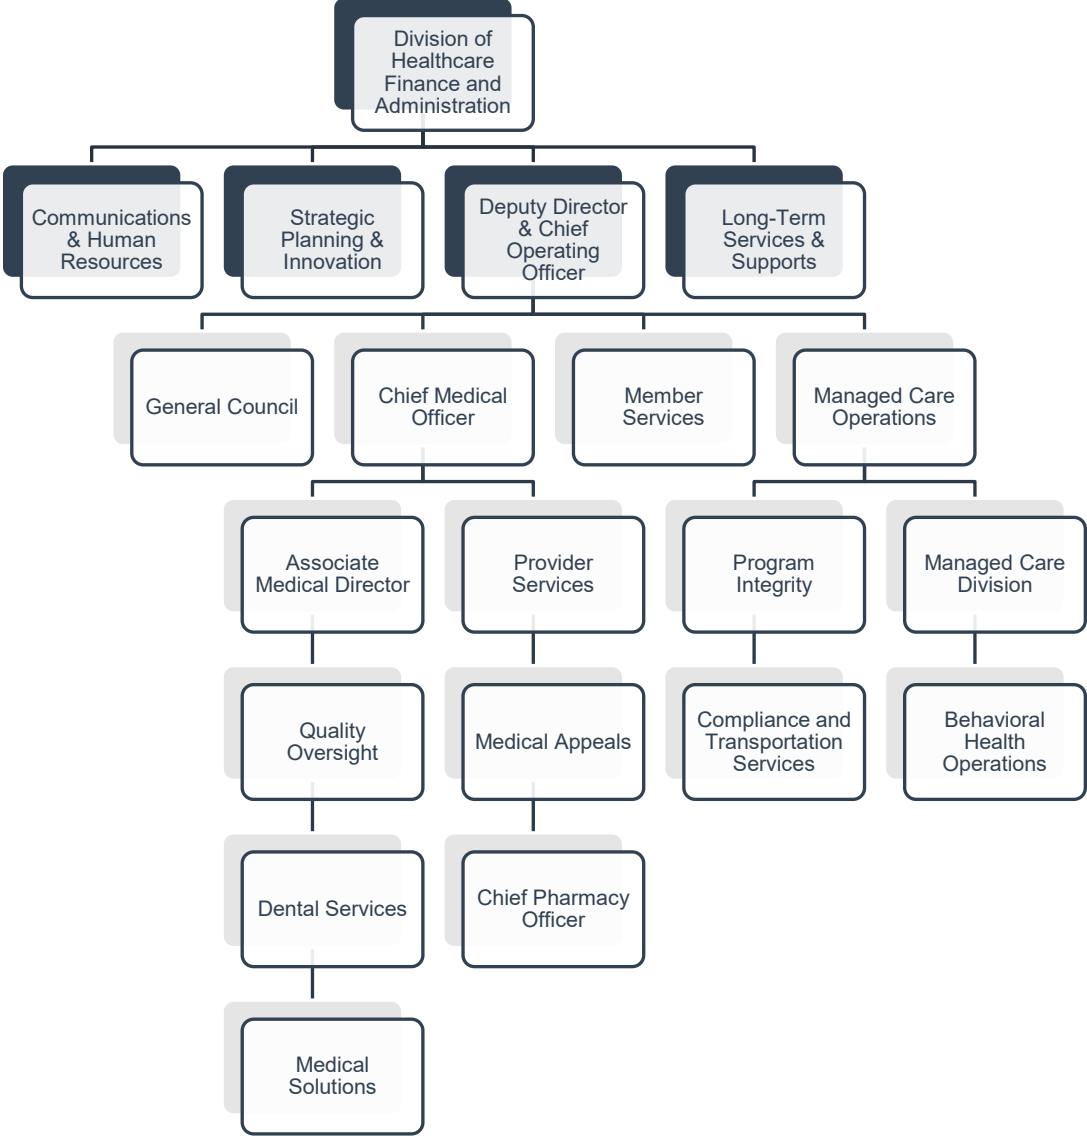 Division of
Healthcare
Finance and
Administration
Communications
& Human
Resources
Strategic
Planning &
Innovation
Deputy Director
& Chief
Operating
Officer
Long-Term
Services &
Supports
General Council
Chief Medical
Officer
Member
Services
Managed Care
Operations
Associate
Medical Director
Provider
Services
Program
Integrity
Managed Care
Division
Quality
Oversight
Medical Appeals
Compliance and
Transportation
Services
Behavioral
Health
Operations
Dental Services
Chief Pharmacy
Officer
Medical
Solutions